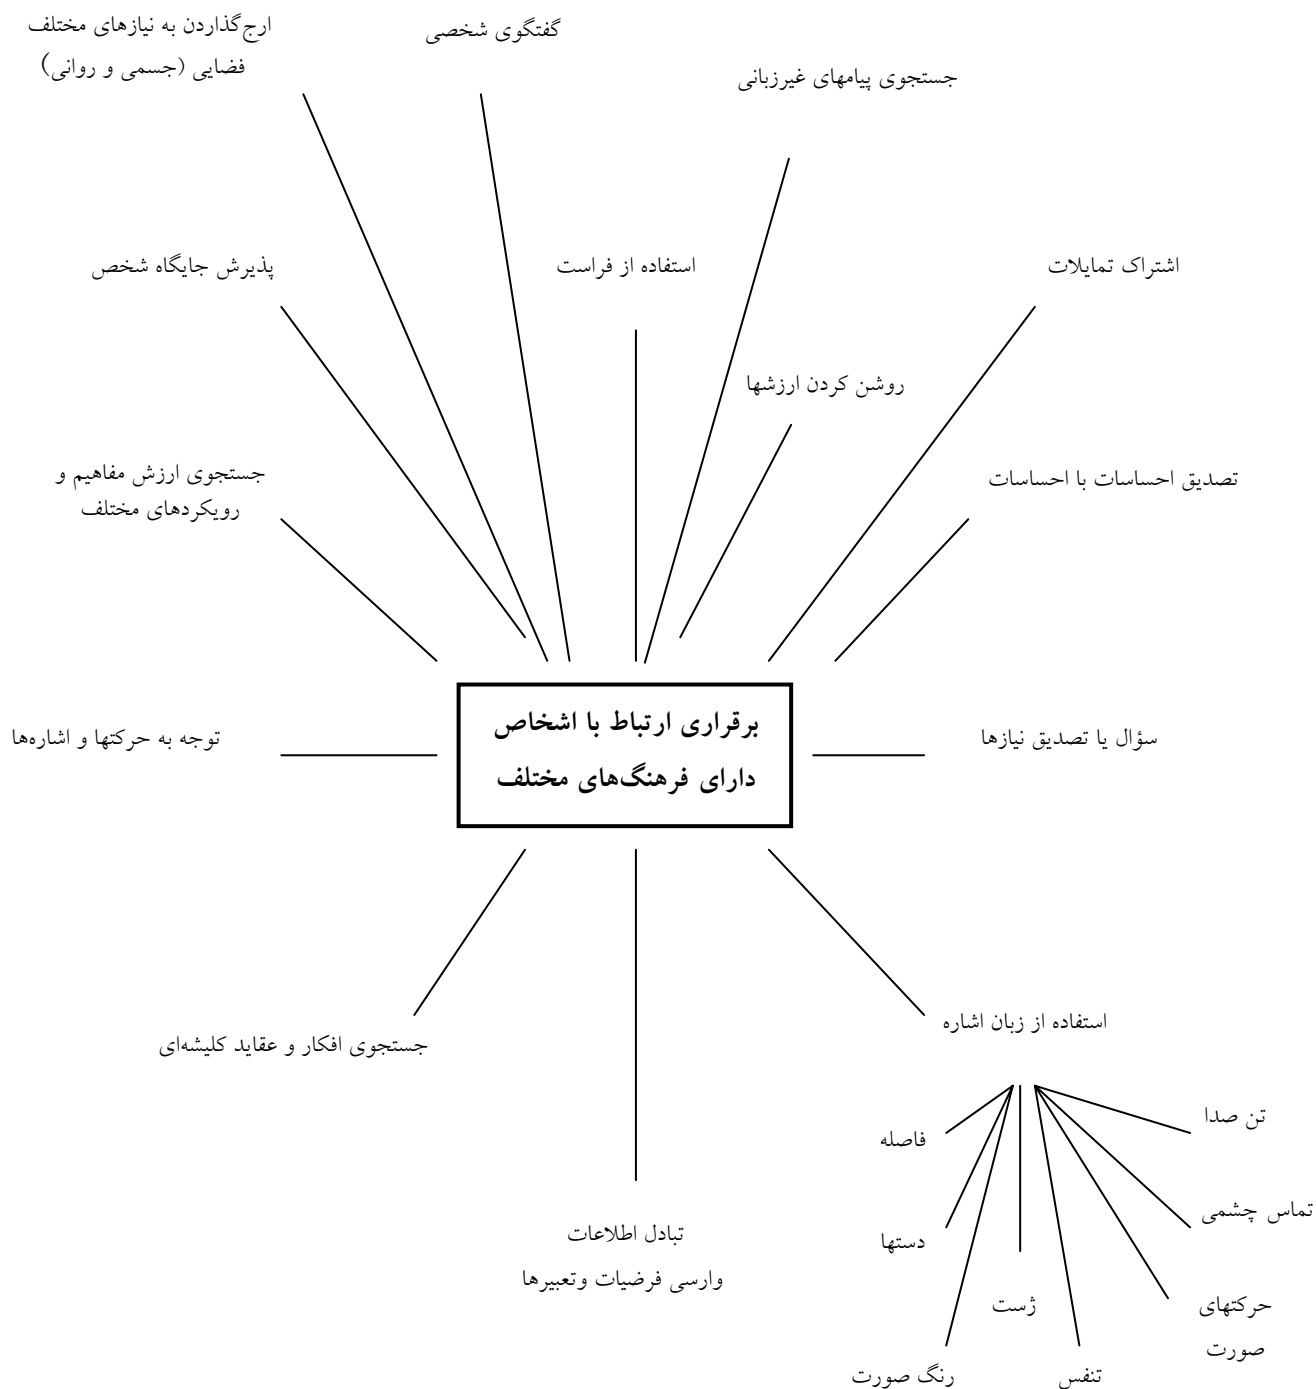 ارج‌گذاردن به نیازهای مختلف
فضایی (جسمی و روانی)
گفتگوی شخصی
جستجوی پیامهای غیرزبانی
پذیرش جایگاه شخص
استفاده از فراست
اشتراک تمایلات
روشن کردن ارزشها
جستجوی ارزش مفاهیم و
رویکردهای مختلف
تصدیق احساسات با احساسات
توجه به حرکتها و اشاره‌ها
برقراری ارتباط با اشخاص
دارای فرهنگ‌های مختلف
سؤال یا تصدیق نیازها
جستجوی افکار و عقاید کلیشه‌ای
تبادل اطلاعات
وارسی فرضیات وتعبیرها
استفاده از زبان اشاره
تن صدا
تماس چشمی
حرکتهای
صورت
تنفس
ژست
رنگ صورت
دستها
فاصله